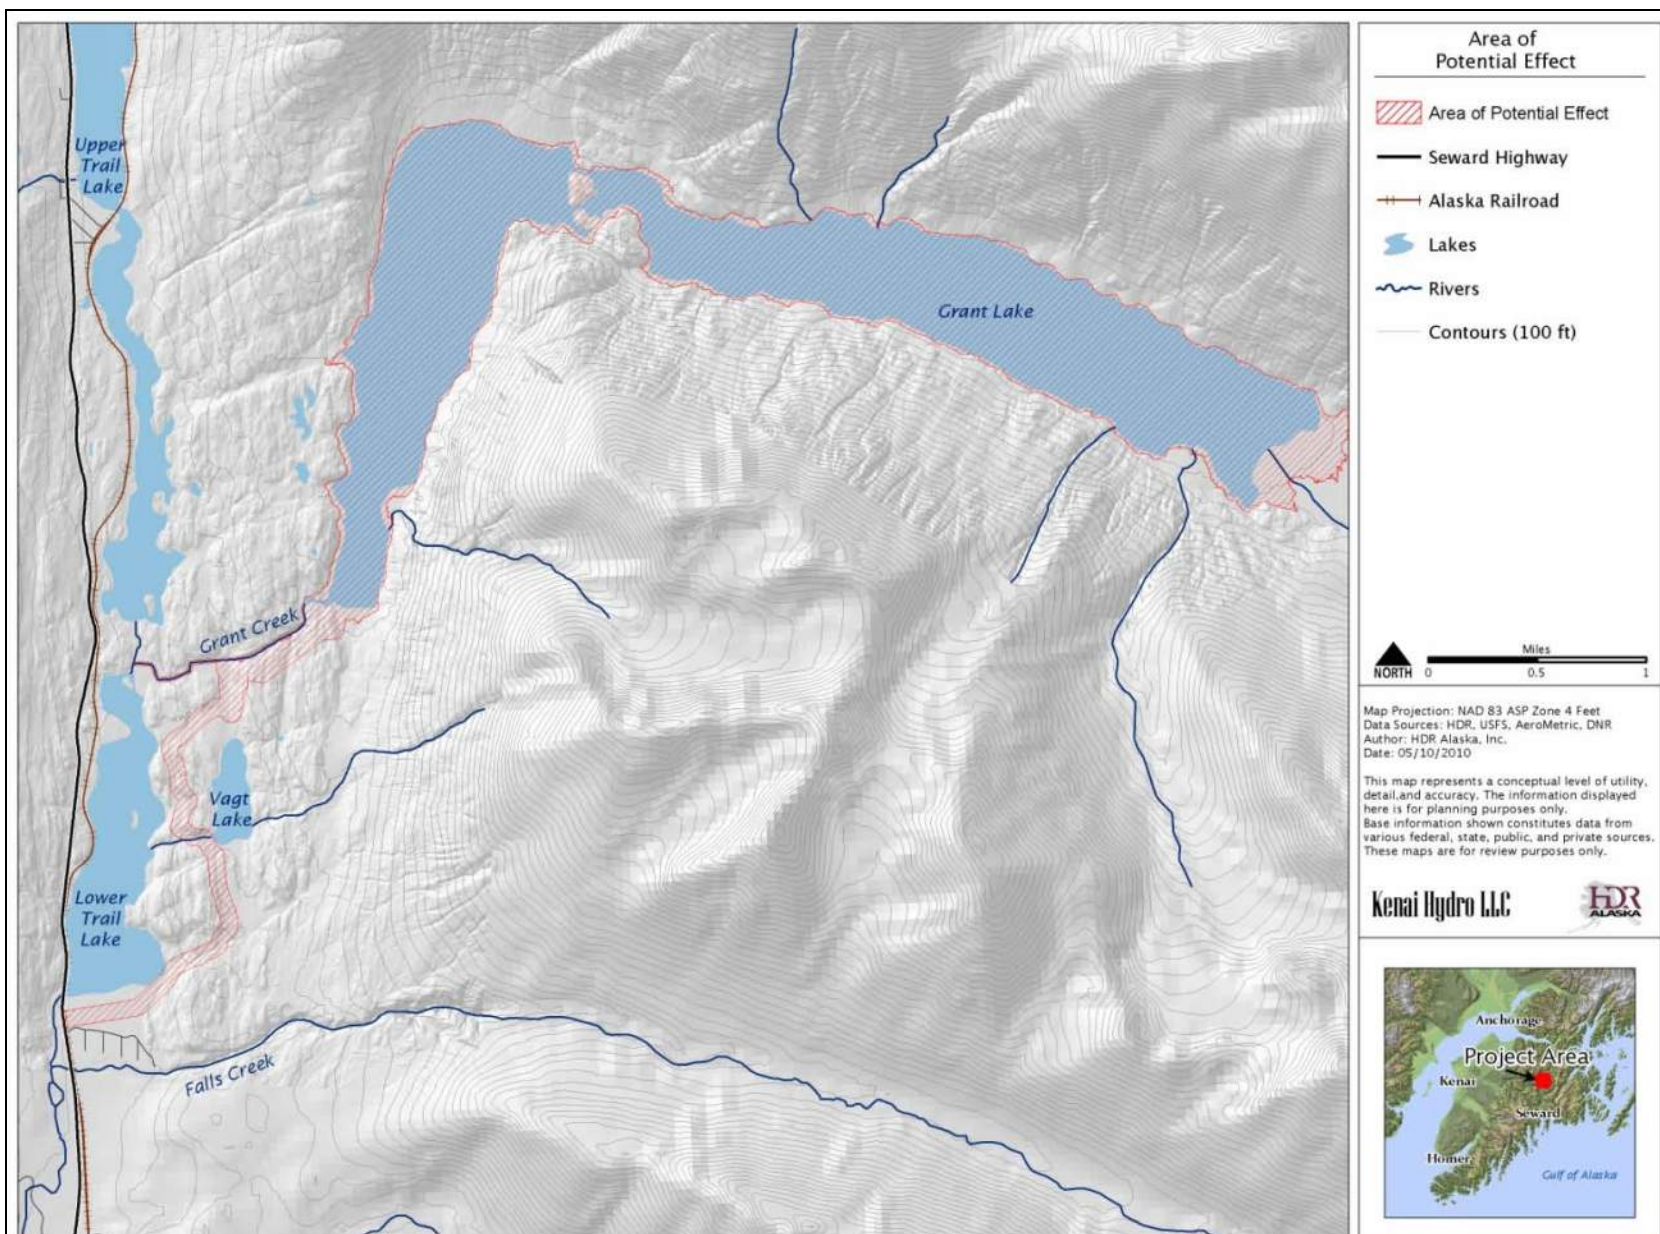 Upper
Trail
Lake
Grant Lake
Grant Creek
Vagt
Lake
Lower
Trail
Lake
Falls Creek
Area of
Potential Effect
Area of Potential Effect
Seward Highway
Alaska Railroad
Lakes
Rivers
Contours (100 ft)
NORTH
Miles
0 0.5 1
Map Projection: NAD 83 ASP Zone 4 Feet
Data Sources: HDR, USFS, AeroMetric, DNR
Author: HDR Alaska, Inc.
Date: 05/10/2010
This map represents a conceptual level of utility,
detail,and accuracy. The information displayed
here is for planning purposes only.
Base information shown constitutes data from
various federal, state, public, and private sources.
These maps are for review purposes only.
Kenai Hydro LLC
HDR
ALASKA
Anchorage
Project Area
Kenai
Seward
Homer
Gulf of Alaska